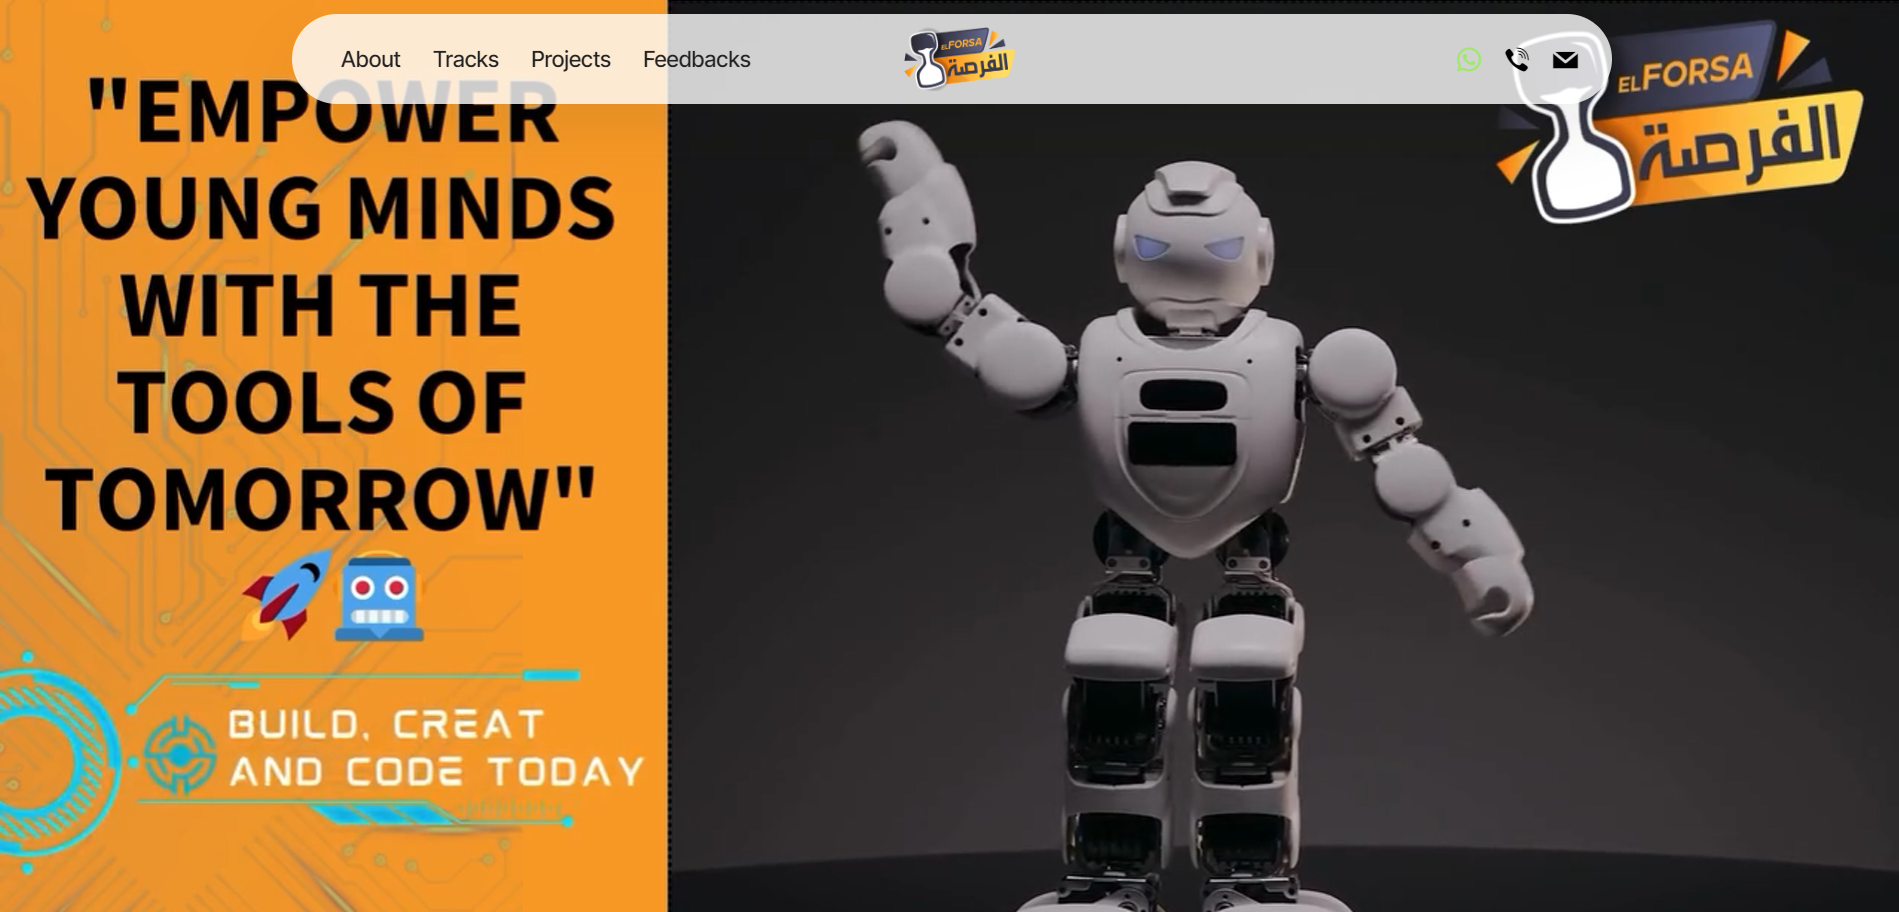 About Tracks Projects Feedbacks
ELFORSA
الفرصة
ELFORSA
الفرصة
"EMPOWER
YOUNG MINDS
WITH THE
TOOLS OF
TOMORROW"
BUILD, CREAT
AND CODE TODAY